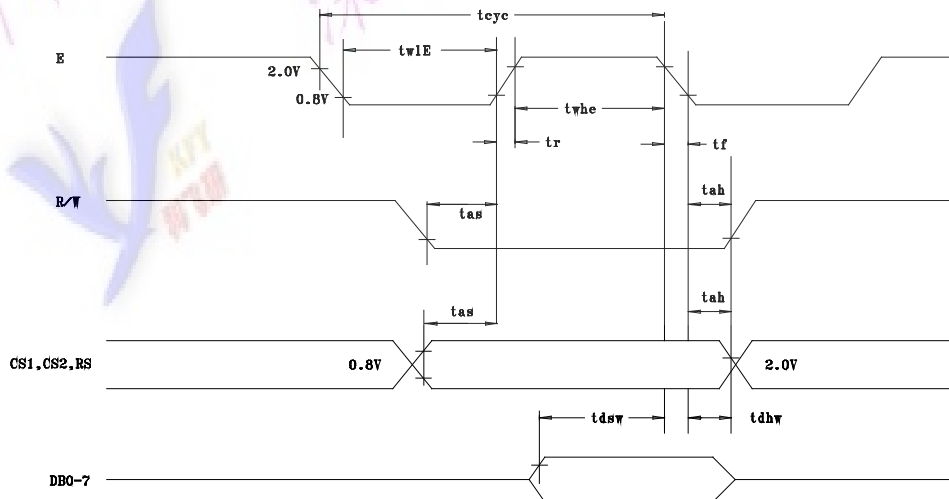 tcyc
E
twlE
2.0V
0.8V
twhe
tr
tf
R/W
tas
tah
tas
tah
CS1,CS2,RS
0.8V
2.0V
tdsw
tdhw
DB0-7
KFY